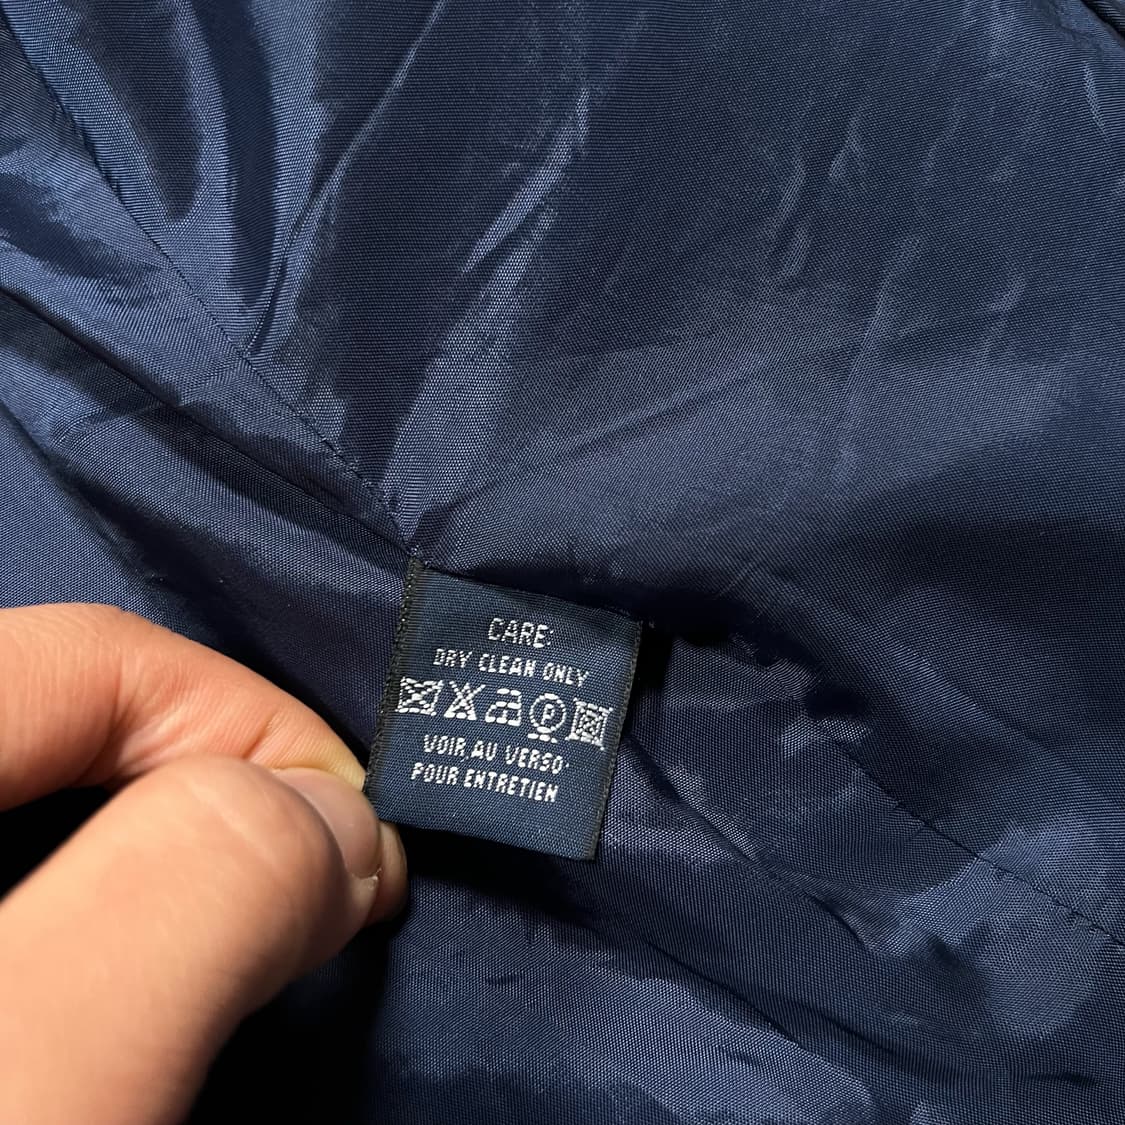 CARE:
DRY CLEAN ONLY
P
VOIR AU VERSO
POUR ENTRETIEN